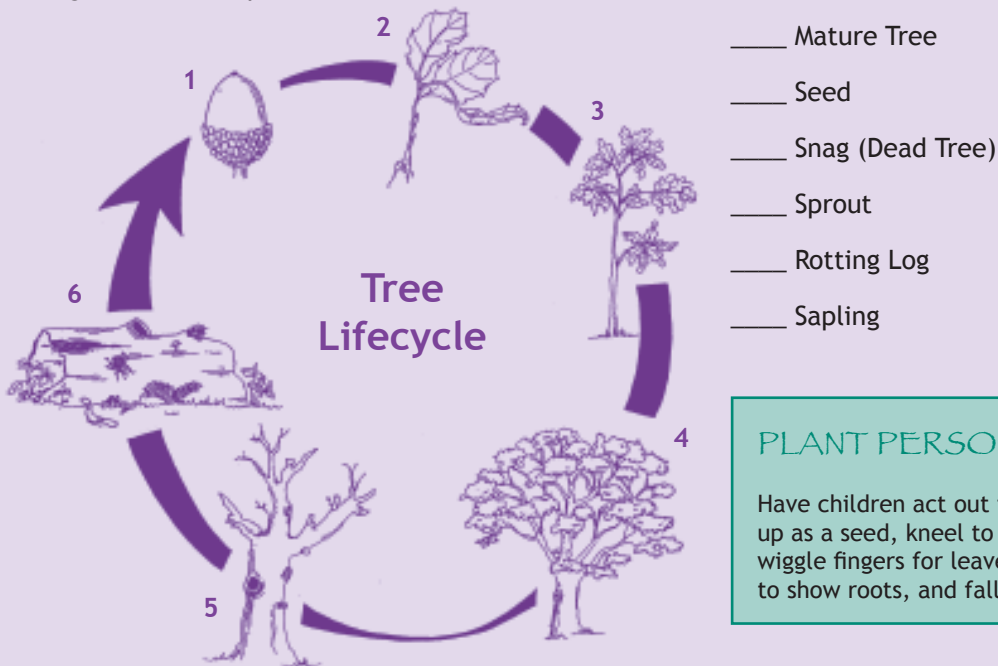 1
2
3
4
5
6
Tree
Lifecycle
____ Mature Tree
____ Seed
____ Snag (Dead Tree)
____ Sprout
____ Rotting Log
____ Sapling
PLANT PERSO
Have children act out
up as a seed, kneel to
wiggle fingers for leave
to show roots, and fall